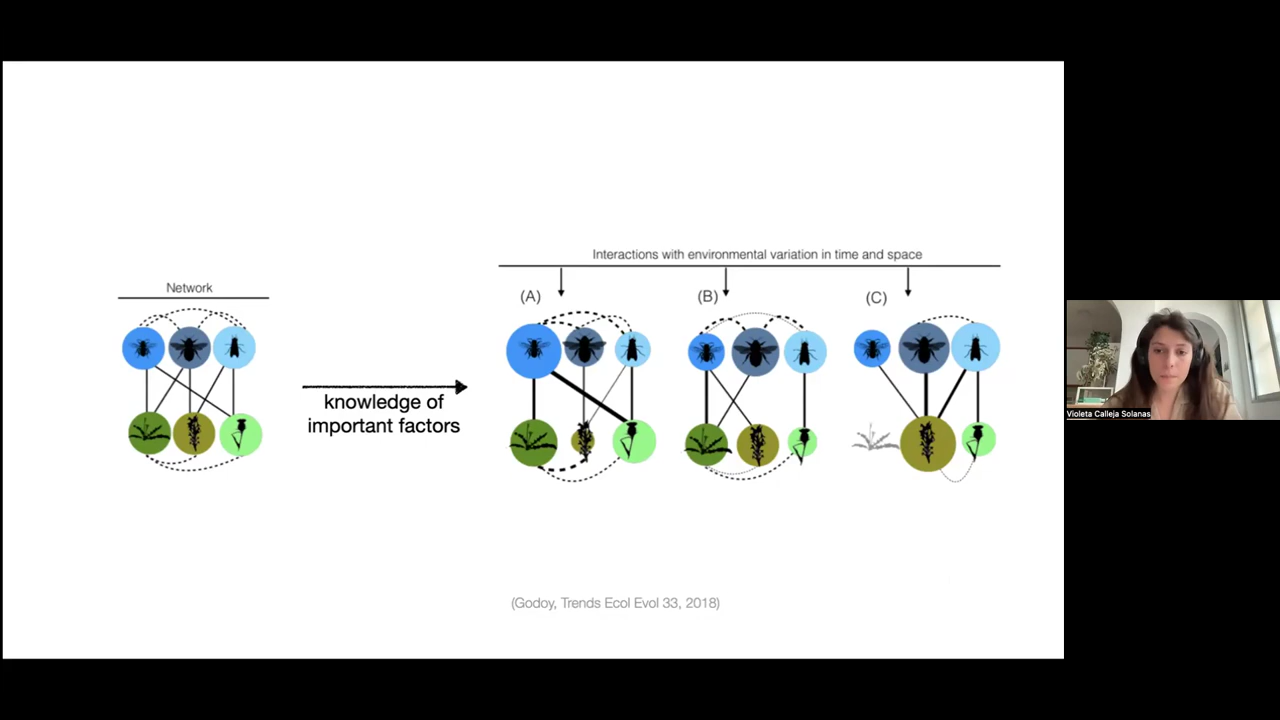 Interactions with environmental variation in time and space
Network
(A)
(B)
(C)
knowledge of
important factors
(Godoy, Trends Ecol Evol 33, 2018)
Violeta Calleja Solanas